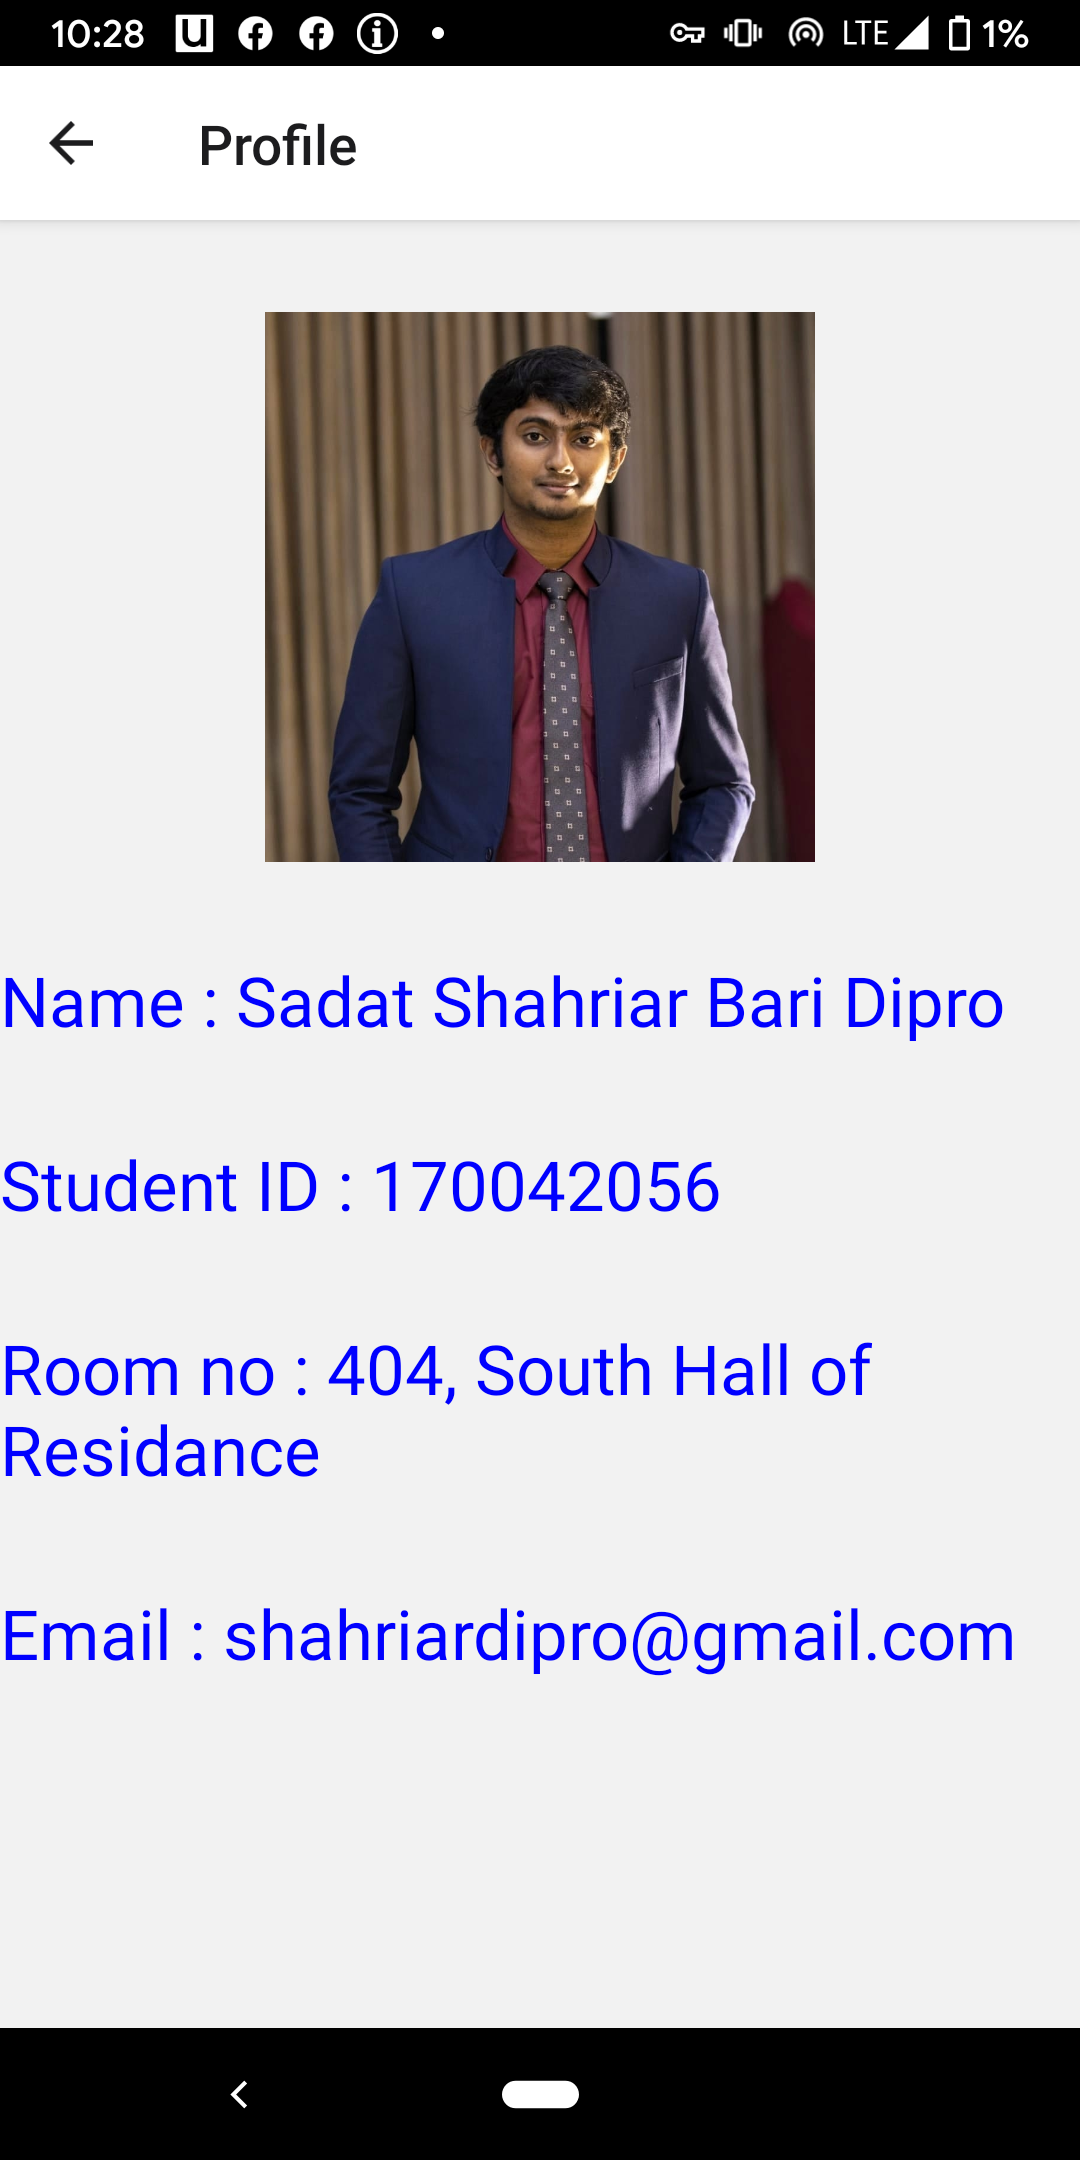 10:28 LTE 1%
Profile
Name : Sadat Shahriar Bari Dipro
Student ID : 170042056
Room no : 404, South Hall of
Residance
Email : shahriardipro@gmail.com